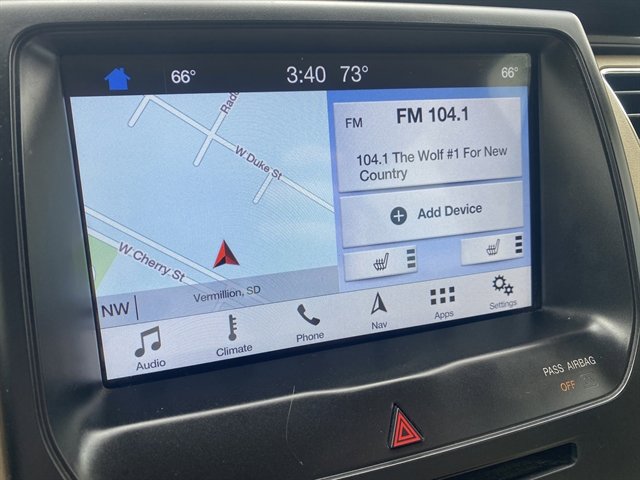 66° 3:40 73° 66°
Rado
W Duke St
W Cherry St
NW
Vermillion, SD
FM FM 104.1
104.1 The Wolf #1 For New
Country
Add Device
Audio Climate Phone Nav Apps Settings
PASS AIRBAG
OFF